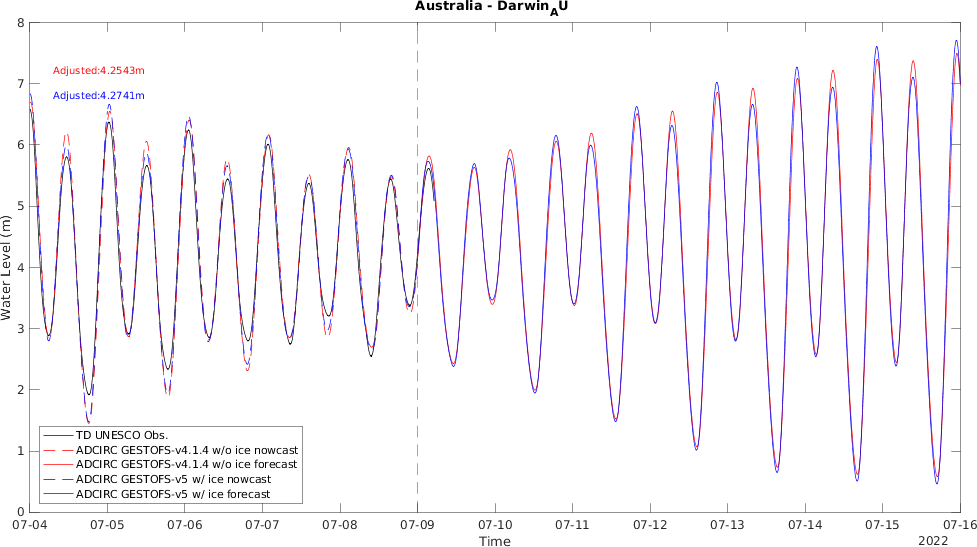 Australia - Darwin_AU
8
7
6
5
4
3
2
1
0
Water Level (m)
Adjusted:4.2543m
Adjusted:4.2741m
TD UNESCO Obs.
ADCIRC GESTOFS-v4.1.4 w/o ice nowcast
ADCIRC GESTOFS-v4.1.4 w/o ice forecast
ADCIRC GESTOFS-v5 w/ ice nowcast
ADCIRC GESTOFS-v5 w/ ice forecast
07-04 07-05 07-06 07-07 07-08 07-09 07-10 07-11 07-12 07-13 07-14 07-15 07-16
Time
2022